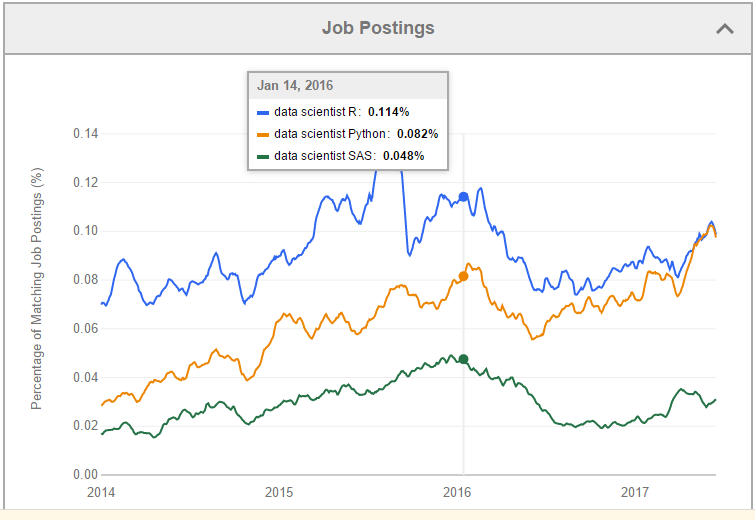 Job Postings
Jan 14, 2016
data scientist R: 0.114%
data scientist Python: 0.082%
data scientist SAS: 0.048%
Percentage of Matching Job Postings (%)
0.14
0.12
0.10
0.08
0.06
0.04
0.02
0.00
2014 2015 2016 2017